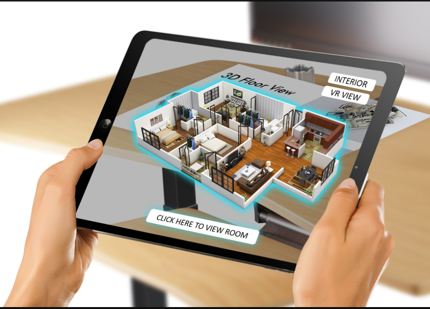 3D Floor View
INTERIOR
VR VIEW
CLICK HERE TO VIEW ROOM